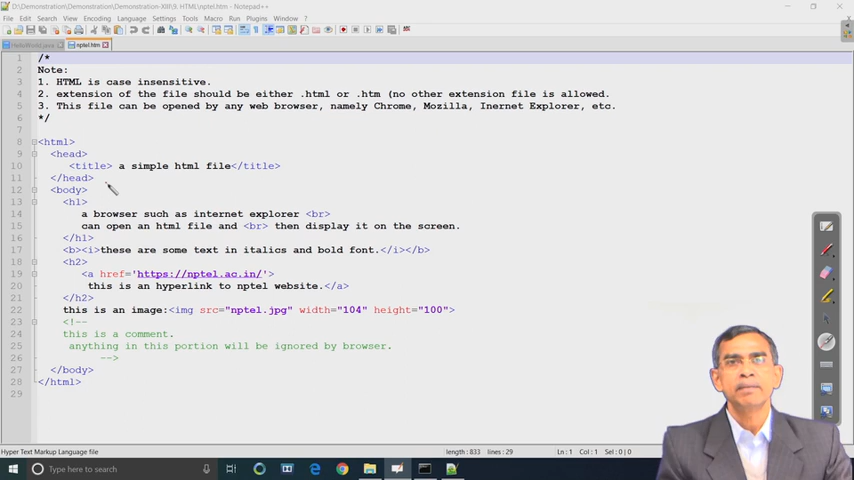 D:\Demonstration\Demonstration-XIII\9. HTML\nptel.htm - Notepad++
File Edit Search View Encoding Language Settings Tools Macro Run Plugins Window ?
HelloWorld.java nptel.htm
1 /*
2 Note:
3 1. HTML is case insensitive.
4 2. extension of the file should be either .html or .htm (no other extension file is allowed.
5 3. This file can be opened by any web browser, namely Chrome, Mozilla, Inernet Explorer, etc.
6 */
7
8 <html>
9 <head>
10 <title> a simple html file</title>
11 </head>
12 <body>
13 <h1>
14 a browser such as internet explorer <br>
15 can open an html file and <br> then display it on the screen.
16 </h1>
17 <b><i>these are some text in italics and bold font.</i></b>
18 <h2>
19 <a href='https://nptel.ac.in/'>
20 this is an hyperlink to nptel website.</a>
21 </h2>
22 this is an image:<img src="nptel.jpg" width="104" height="100">
23 <!--
24 this is a comment.
25 anything in this portion will be ignored by browser.
26 -->
27 </body>
28 </html>
29
Hyper Text Markup Language file length : 833 lines : 29 Ln : 1 Col : 1 Sel : 0 | 0
Type here to search